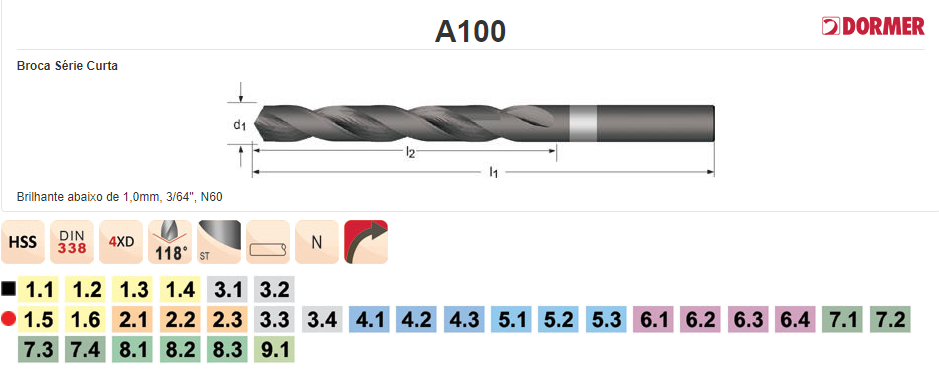 A100
DORMER
Broca Série Curta
d1
l2
l1
Brilhante abaixo de 1,0mm, 3/64", N60
HSS DIN 338 4XD 118° ST N
1.1 1.2 1.3 1.4 3.1 3.2
1.5 1.6 2.1 2.2 2.3 3.3 3.4 4.1 4.2 4.3 5.1 5.2 5.3 6.1 6.2 6.3 6.4 7.1 7.2
7.3 7.4 8.1 8.2 8.3 9.1